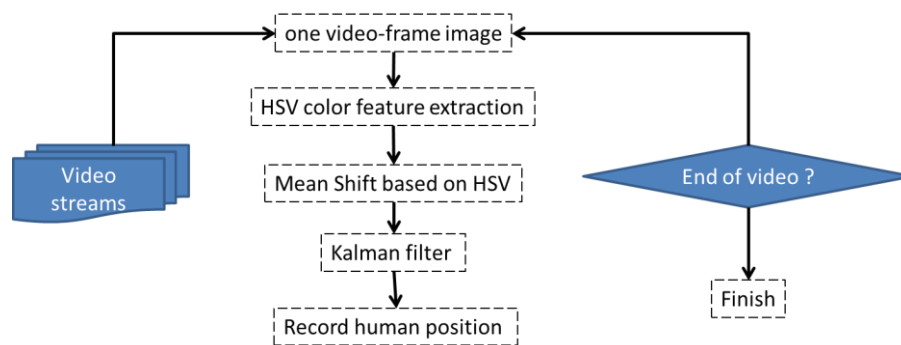 one video-frame image
HSV color feature extraction
Video
streams
Mean Shift based on HSV
End of video ?
Kalman filter
Finish
Record human position